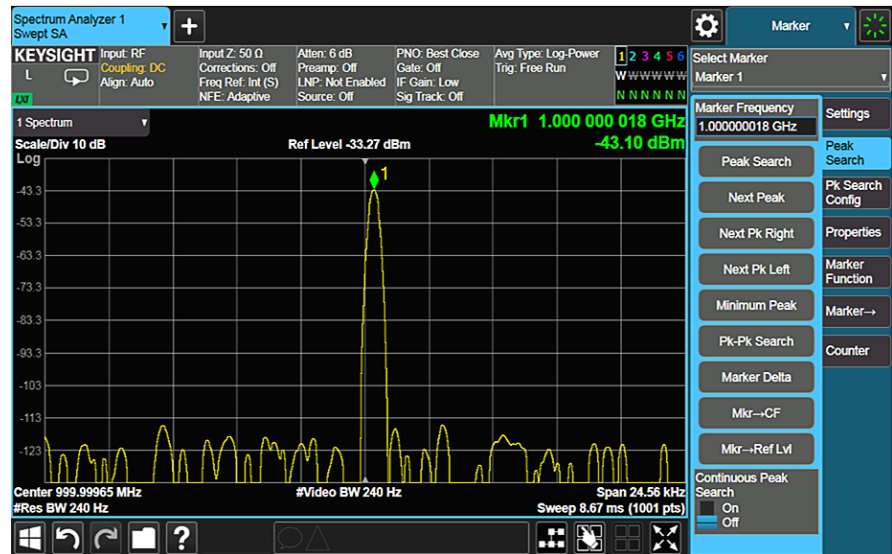 Spectrum Analyzer 1
Swept SA
Marker
KEYSIGHT
L
LXI
Input: RF
Coupling: DC
Align: Auto
Input Z: 50 Ω
Corrections: Off
Freq Ref: Int (S)
NFE: Adaptive
Atten: 6 dB
Preamp: Off
LNP: Not Enabled
Source: Off
PNO: Best Close
Gate: Off
IF Gain: Low
Sig Track: Off
Avg Type: Log-Power
Trig: Free Run
1 2 3 4 5 6
W W W W W W
N N N N N N
Select Marker
Marker 1
1 Spectrum
Mkr1 1.000 000 018 GHz
Scale/Div 10 dB
Ref Level -33.27 dBm
-43.10 dBm
Log
1
-43.3
-53.3
-63.3
-73.3
-83.3
-93.3
-103
-113
-123
Center 999.99965 MHz
#Video BW 240 Hz
Span 24.56 kHz
#Res BW 240 Hz
Sweep 8.67 ms (1001 pts)
Marker Frequency
1.000000018 GHz
Peak Search
Next Peak
Next Pk Right
Next Pk Left
Minimum Peak
Pk-Pk Search
Marker Delta
Mkr→CF
Mkr→Ref Lvl
Continuous Peak
Search
On
Off
Settings
Peak
Search
Pk Search
Config
Properties
Marker
Function
Marker→
Counter
?